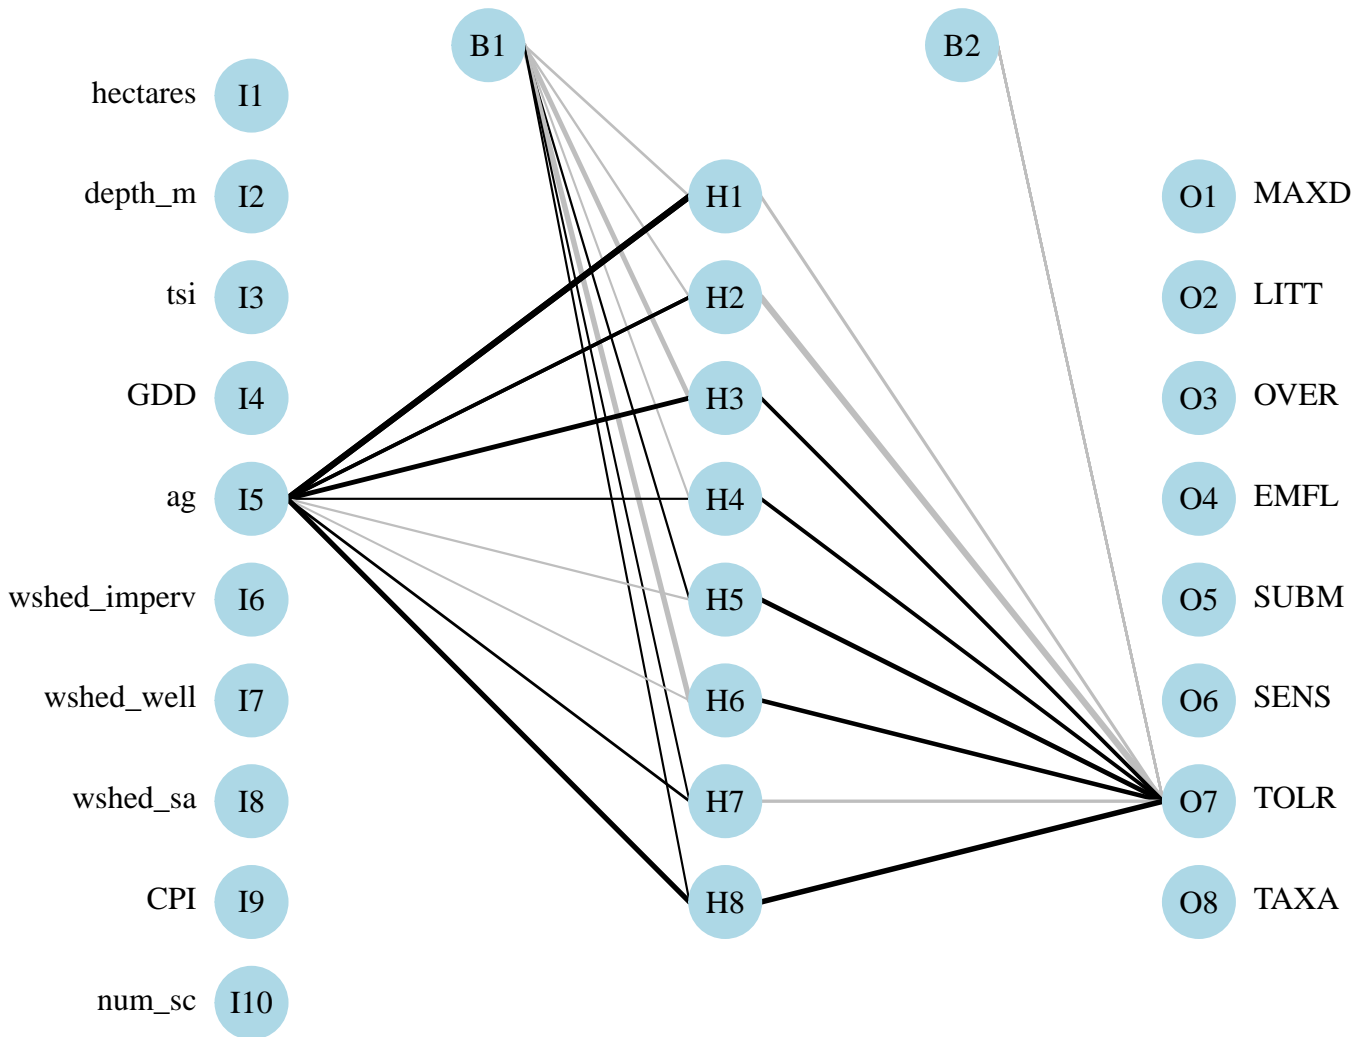 B1 B2
hectares I1
depth_m I2 H1 O1 MAXD
tsi I3 H2 O2 LITT
GDD I4 H3 O3 OVER
ag I5 H4 O4 EMFL
wshed_imperv I6 H5 O5 SUBM
wshed_well I7 H6 O6 SENS
wshed_sa I8 H7 O7 TOLR
CPI I9 H8 O8 TAXA
num_sc I10